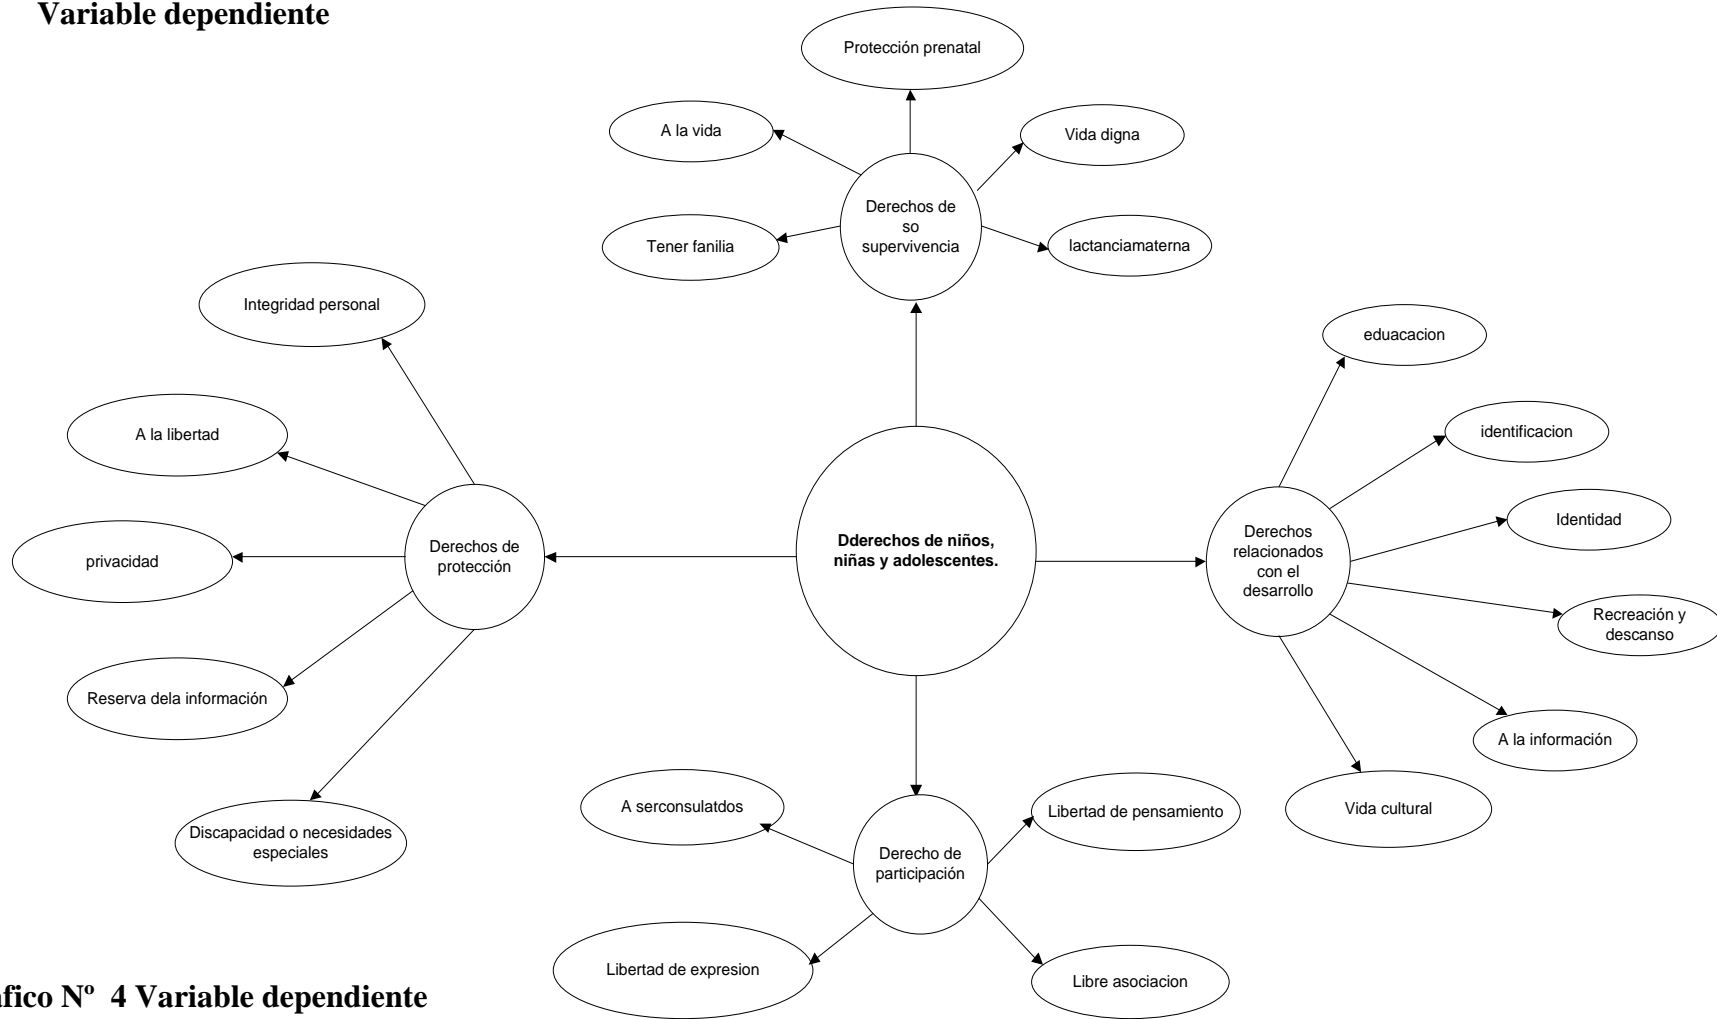 Variable dependiente
Protección prenatal
A la vida
Vida digna
Derechos de
so
supervivencia
Tener fanilia
lactanciamaterna
Integridad personal
eduacacion
A la libertad
identificacion
Identidad
Derechos de
protección
privacidad
Dderechos de niños,
niñas y adolescentes.
Derechos
relacionados
con el
desarrollo
Recreación y
descanso
Reserva dela información
A la información
Discapacidad o necesidades
especiales
A serconsulatdos
Libertad de pensamiento
Vida cultural
Derecho de
participación
Libertad de expresion
Libre asociacion
afico Nº 4 Variable dependiente